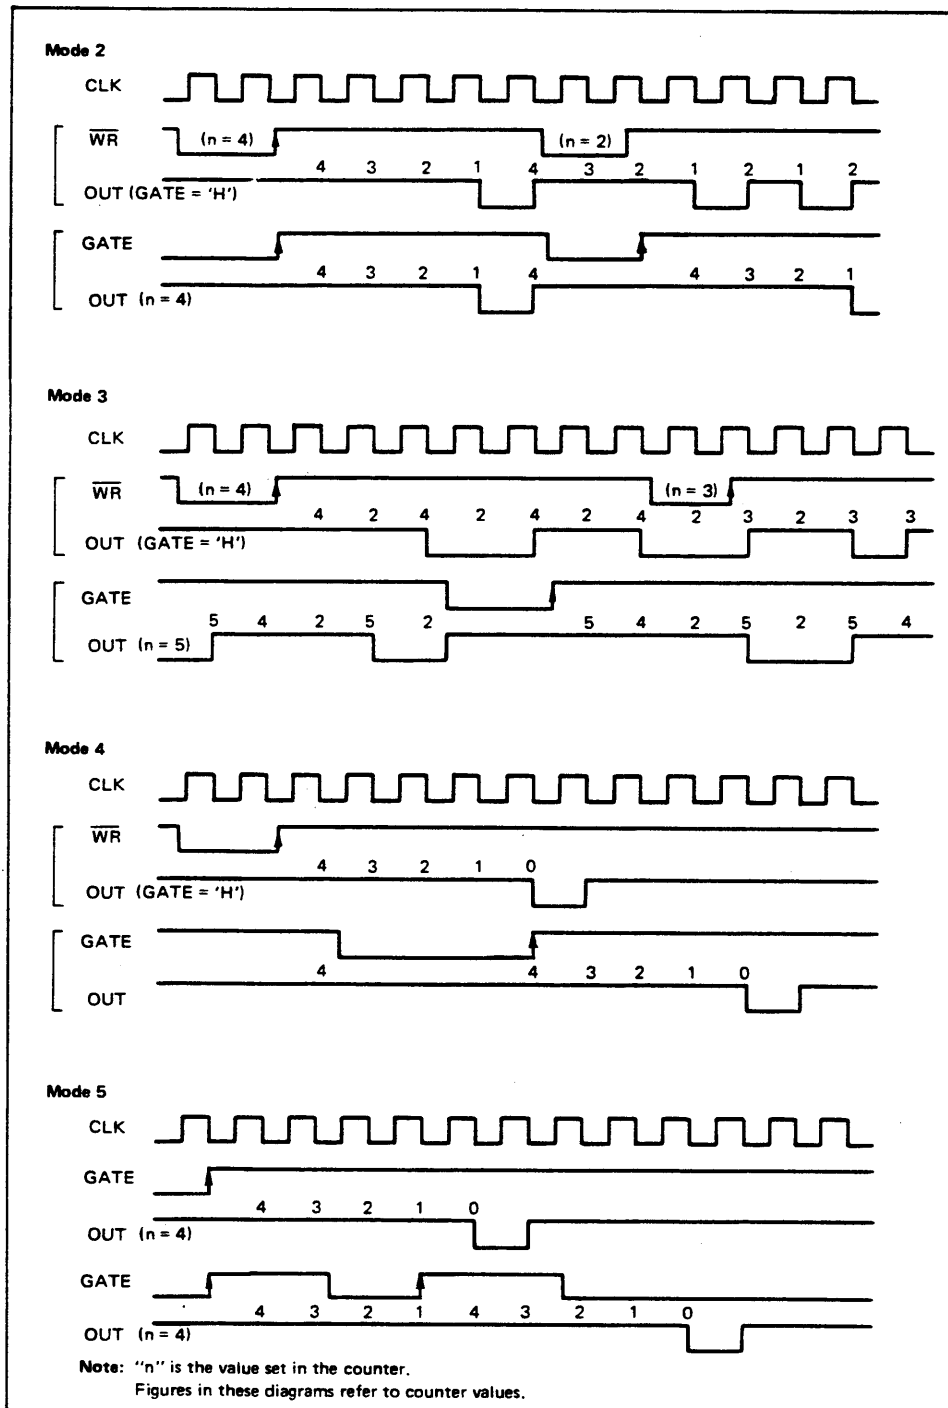 Mode 2
CLK
WR (n = 4) (n = 2)
4 3 2 1 4 3 2 1 2 1 2
OUT (GATE = 'H')
GATE
4 3 2 1 4 4 3 2 1
OUT (n = 4)
Mode 3
CLK
WR (n = 4) (n = 3)
4 2 4 2 4 2 4 2 3 2 3 3
OUT (GATE = 'H')
GATE
5 4 2 5 2 5 4 2 5 2 5 4
OUT (n = 5)
Mode 4
CLK
WR
4 3 2 1 0
OUT (GATE = 'H')
GATE
4 4 3 2 1 0
OUT
Mode 5
CLK
GATE
4 3 2 1 0
OUT (n = 4)
GATE
4 3 2 1 4 3 2 1 0
OUT (n = 4)
Note: "n" is the value set in the counter.
Figures in these diagrams refer to counter values.